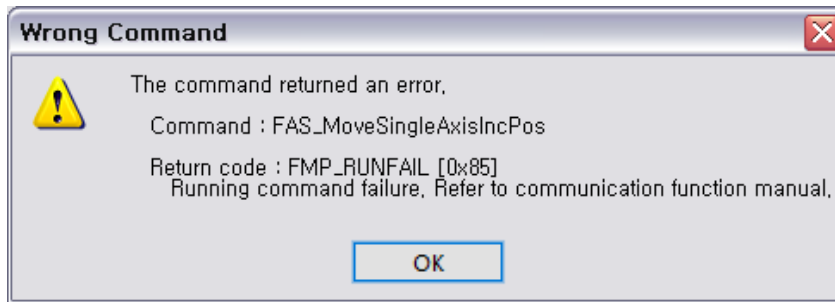 Wrong Command
The command returned an error,
Command : FAS_MoveSingleAxisIncPos
Return code : FMP_RUNFAIL [0x85]
Running command failure, Refer to communication function manual,
OK